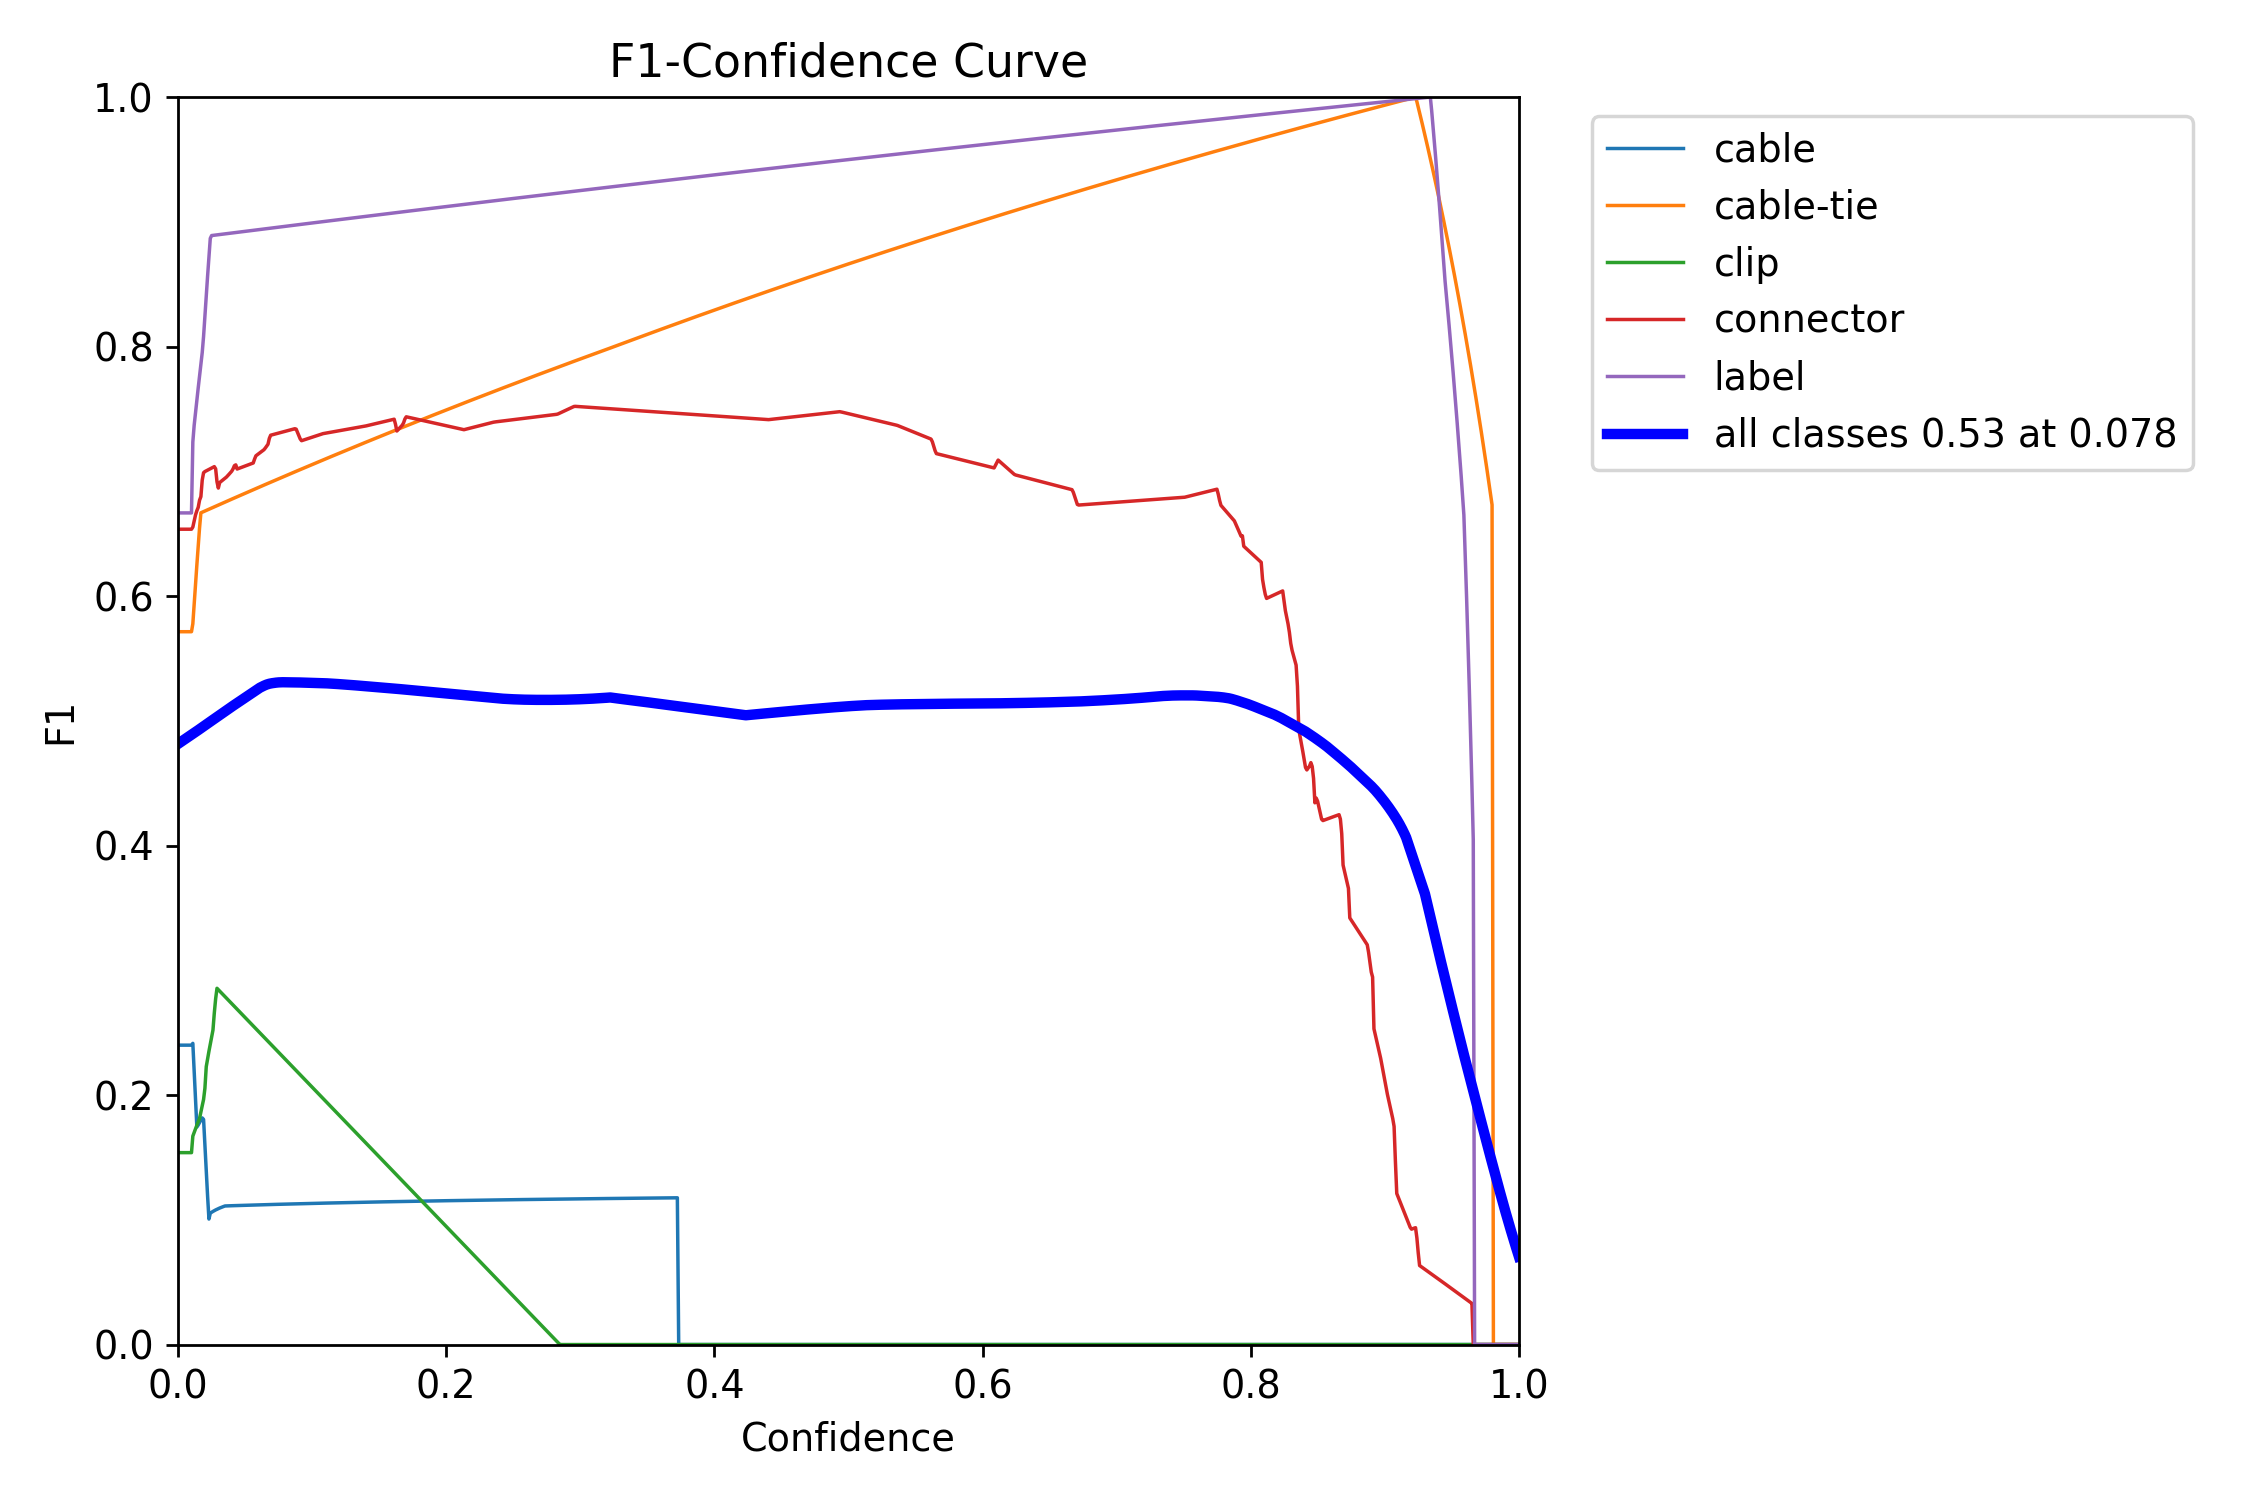 F1-Confidence Curve
1.0
0.8
0.6
0.4
0.2
0.0
F1
0.0 0.2 0.4 0.6 0.8 1.0
Confidence
cable
cable-tie
clip
connector
label
all classes 0.53 at 0.078